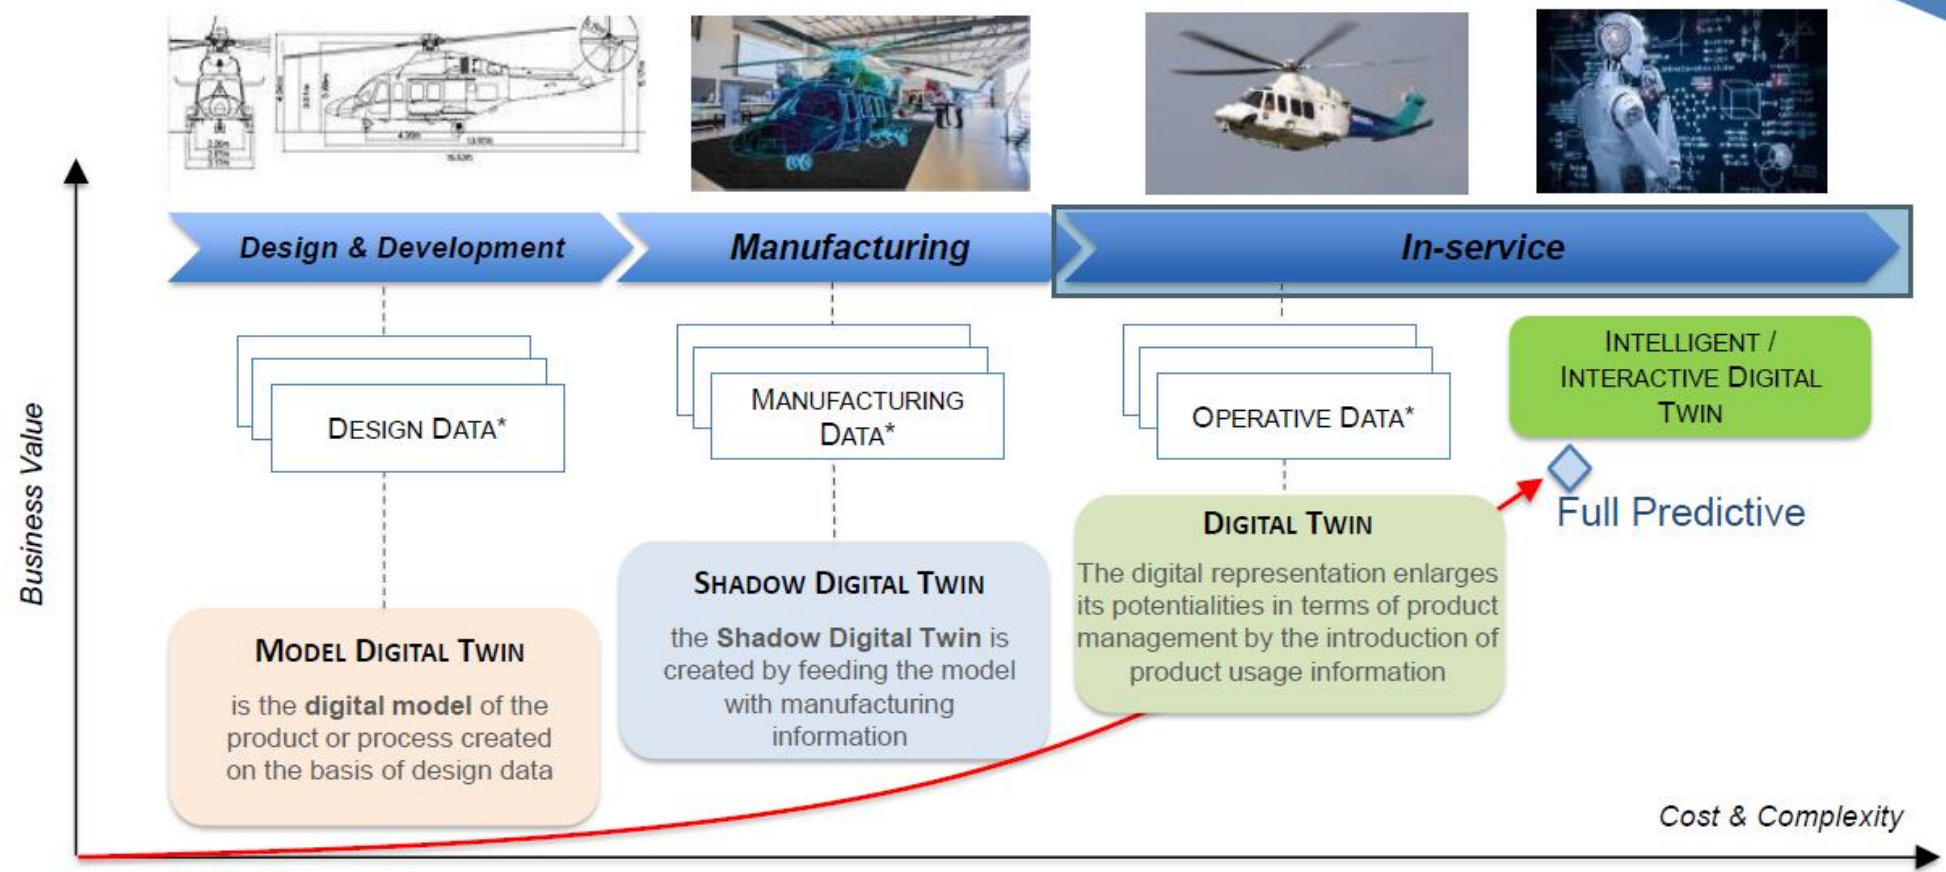 Design & Development
Manufacturing
In-service
DESIGN DATA*
MANUFACTURING
DATA*
OPERATIVE DATA*
INTELLIGENT /
INTERACTIVE DIGITAL
TWIN
Full Predictive
MODEL DIGITAL TWIN
is the digital model of the
product or process created
on the basis of design data
SHADOW DIGITAL TWIN
the Shadow Digital Twin is
created by feeding the model
with manufacturing
information
DIGITAL TWIN
The digital representation enlarges
its potentialities in terms of product
management by the introduction of
product usage information
Business Value
Cost & Complexity